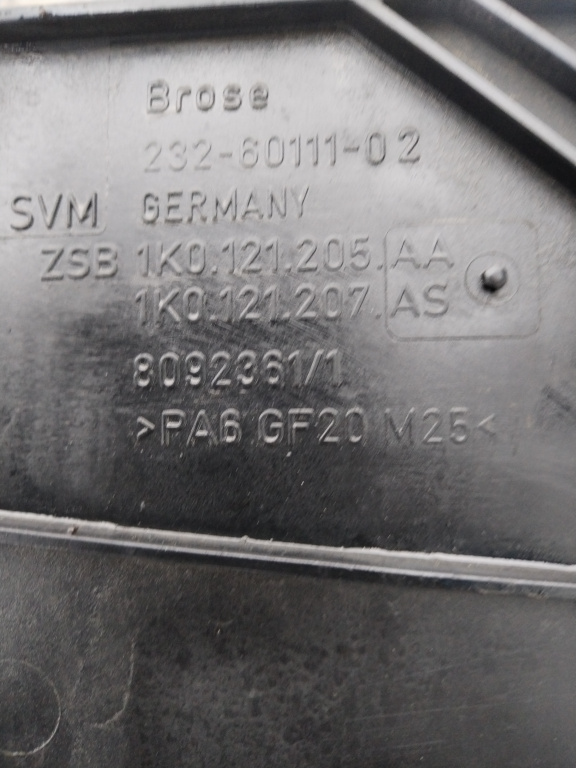 Brose
232-60111-02
SVM GERMANY
ZSB 1K0.121.205.AA
1K0.121.207.AS
8092361/1
>PA6 GF20 M25<